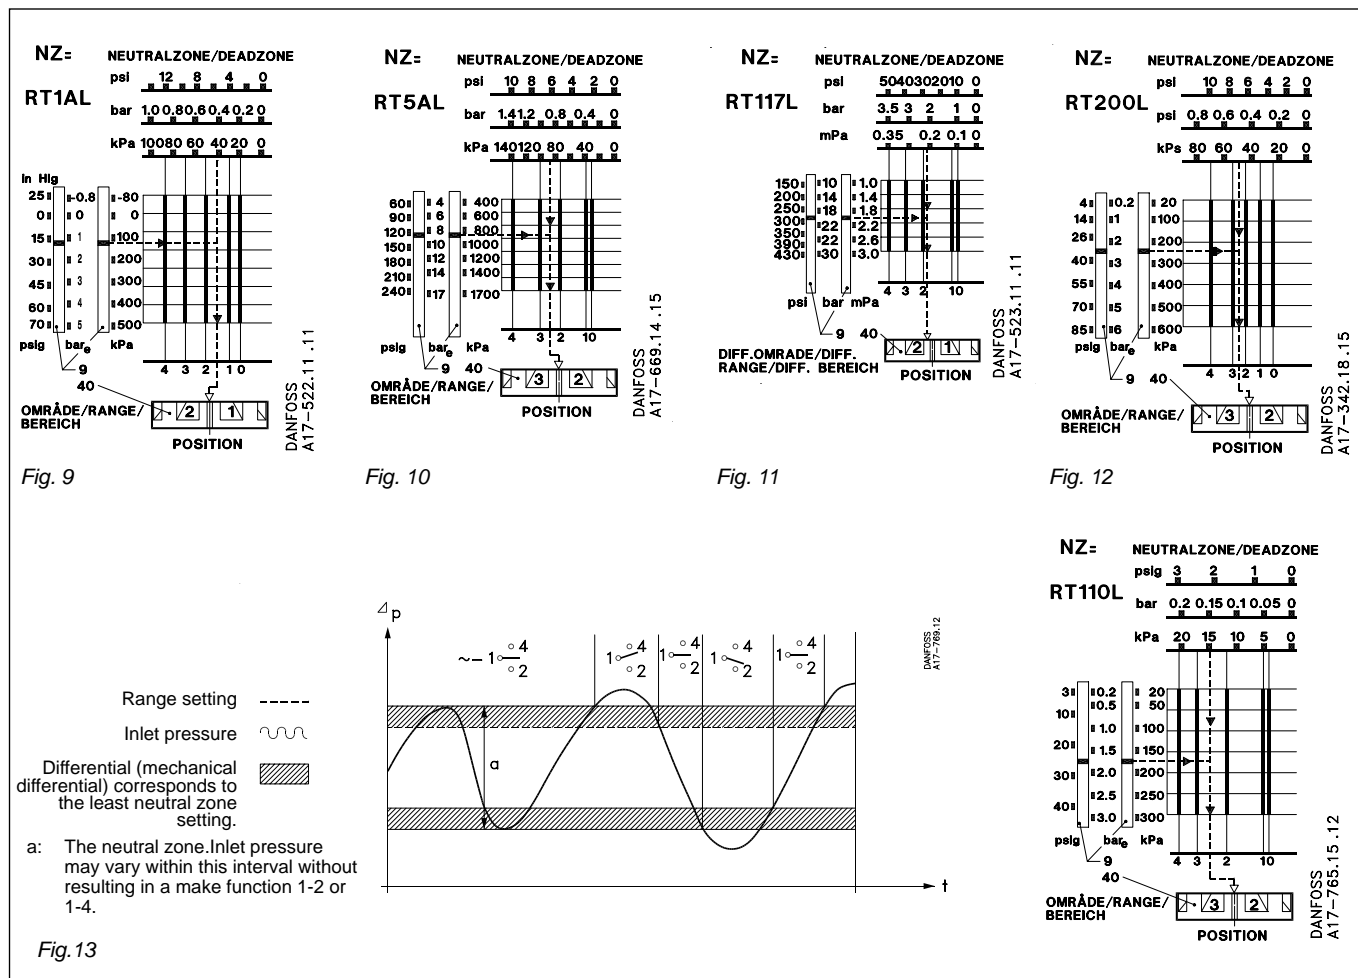 NZ= NEUTRALZONE/DEADZONE
RT1AL
psi 12 8 4 0
bar 1.0 0.8 0.6 0.4 0.2 0
kPa 100 80 60 40 20 0
In Hig
25 -0.8 -80
0 0 0
15 1 100
30 2 200
45 3 300
60 4 400
70 5 500
psig bare kPa
4 3 2 1 0
9
40
OMRÅDE/RANGE/
BEREICH
2 1
POSITION
DANFOSS
A17-522.11.11
Fig. 9
NZ= NEUTRALZONE/DEADZONE
RT5AL
psi 10 8 6 4 2 0
bar 1.4 1.2 0.8 0.4 0
kPa 140 120 80 40 0
60 4 400
90 6 600
120 8 800
150 10 1000
180 12 1200
210 14 1400
240 17 1700
psig bare kPa
4 3 2 1 0
9 40
OMRÅDE/RANGE/
BEREICH
3 2
POSITION
DANFOSS
A17-669.14.15
Fig. 10
NZ= NEUTRALZONE/DEADZONE
RT117L
psi 50 40 30 20 10 0
bar 3.5 3 2 1 0
mPa 0.35 0.2 0.1 0
150 10 1.0
200 14 1.4
250 18 1.8
300 22 2.2
350 22 2.6
390
430 30 3.0
psi bar mPa
4 3 2 1 0
9 40
DIFF.OMRADE/DIFF.
RANGE/DIFF. BEREICH
2 1
POSITION
DANFOSS
A17-523.11.11
Fig. 11
NZ= NEUTRALZONE/DEADZONE
RT200L
psi 10 8 6 4 2 0
psi 0.8 0.6 0.4 0.2 0
kPs 80 60 40 20 0
4 0.2 20
14 1 100
26 2 200
40 3 300
55 4 400
70 5 500
85 6 600
psig bare kPa
4 3 2 1 0
9 40
OMRÅDE/RANGE/
BEREICH
3 2
POSITION
DANFOSS
A17-342.18.15
Fig. 12
NZ= NEUTRALZONE/DEADZONE
RT110L
psig 3 2 1 0
bar 0.2 0.15 0.1 0.05 0
kPa 20 15 10 5 0
3 0.2 20
0.5 50
10 1.0 100
20 1.5 150
30 2.0 200
40 2.5 250
3.0 300
psig bare kPa
4 3 2 1 0
9
40
OMRÅDE/RANGE/
BEREICH
3 2
POSITION
DANFOSS
A17-765.15.12
Δp
~– 1 4 2
1 4 2
1 4 2
1 4 2
1 4 2
a
t
DANFOSS
A17-769.12
Range setting
Inlet pressure
Differential (mechanical
differential) corresponds to
the least neutral zone
setting.
a: The neutral zone.Inlet pressure
may vary within this interval without
resulting in a make function 1-2 or
1-4.
Fig.13